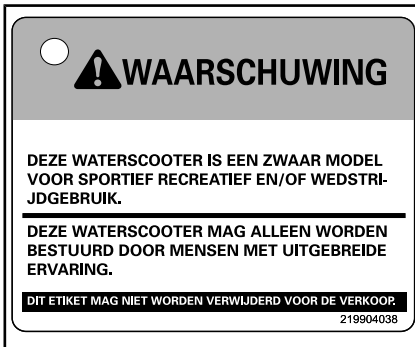 WAARSCHUWING
DEZE WATERSCOOTER IS EEN ZWAAR MODEL
VOOR SPORTIEF RECREATIEF EN/OF WEDSTRI-
JDGEBRUIK.
DEZE WATERSCOOTER MAG ALLEEN WORDEN
BESTUURD DOOR MENSEN MET UITGEBREIDE
ERVARING.
DIT ETIKET MAG NIET WORDEN VERWIJDERD VOOR DE VERKOOP.
219904038